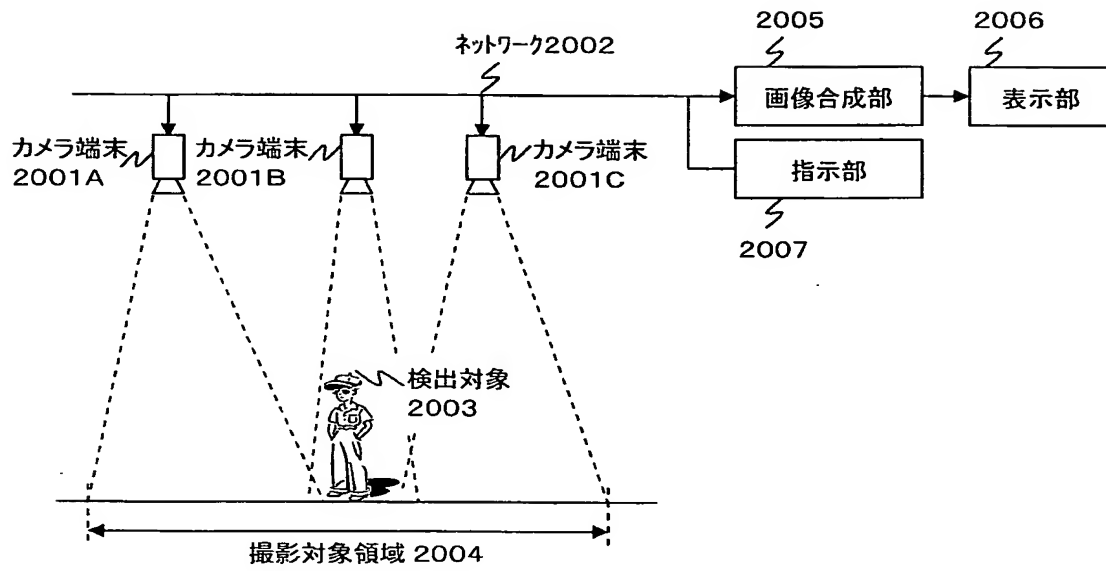 2005
2006
ネットワーク2002
画像合成部
表示部
カメラ端末
2001A
カメラ端末
2001B
カメラ端末
2001C
指示部
2007
検出対象
2003
撮影対象領域 2004